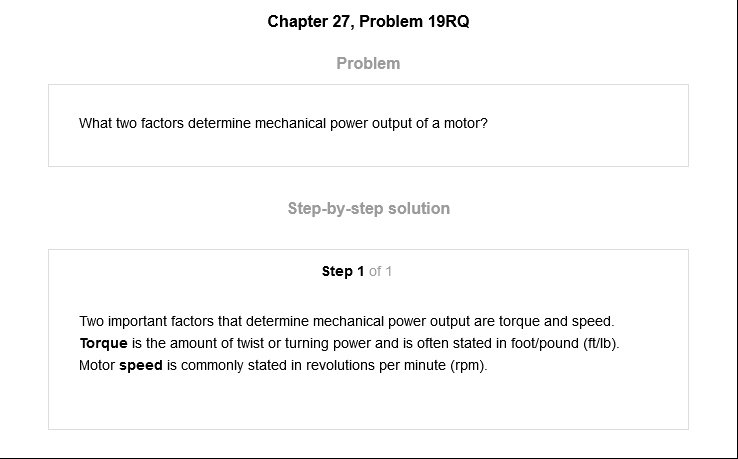 Chapter 27, Problem 19RQ
Problem
What two factors determine mechanical power output of a motor?
Step-by-step solution
Step 1 of 1
Two important factors that determine mechanical power output are torque and speed.
Torque is the amount of twist or turning power and is often stated in foot/pound (ft/lb).
Motor speed is commonly stated in revolutions per minute (rpm).